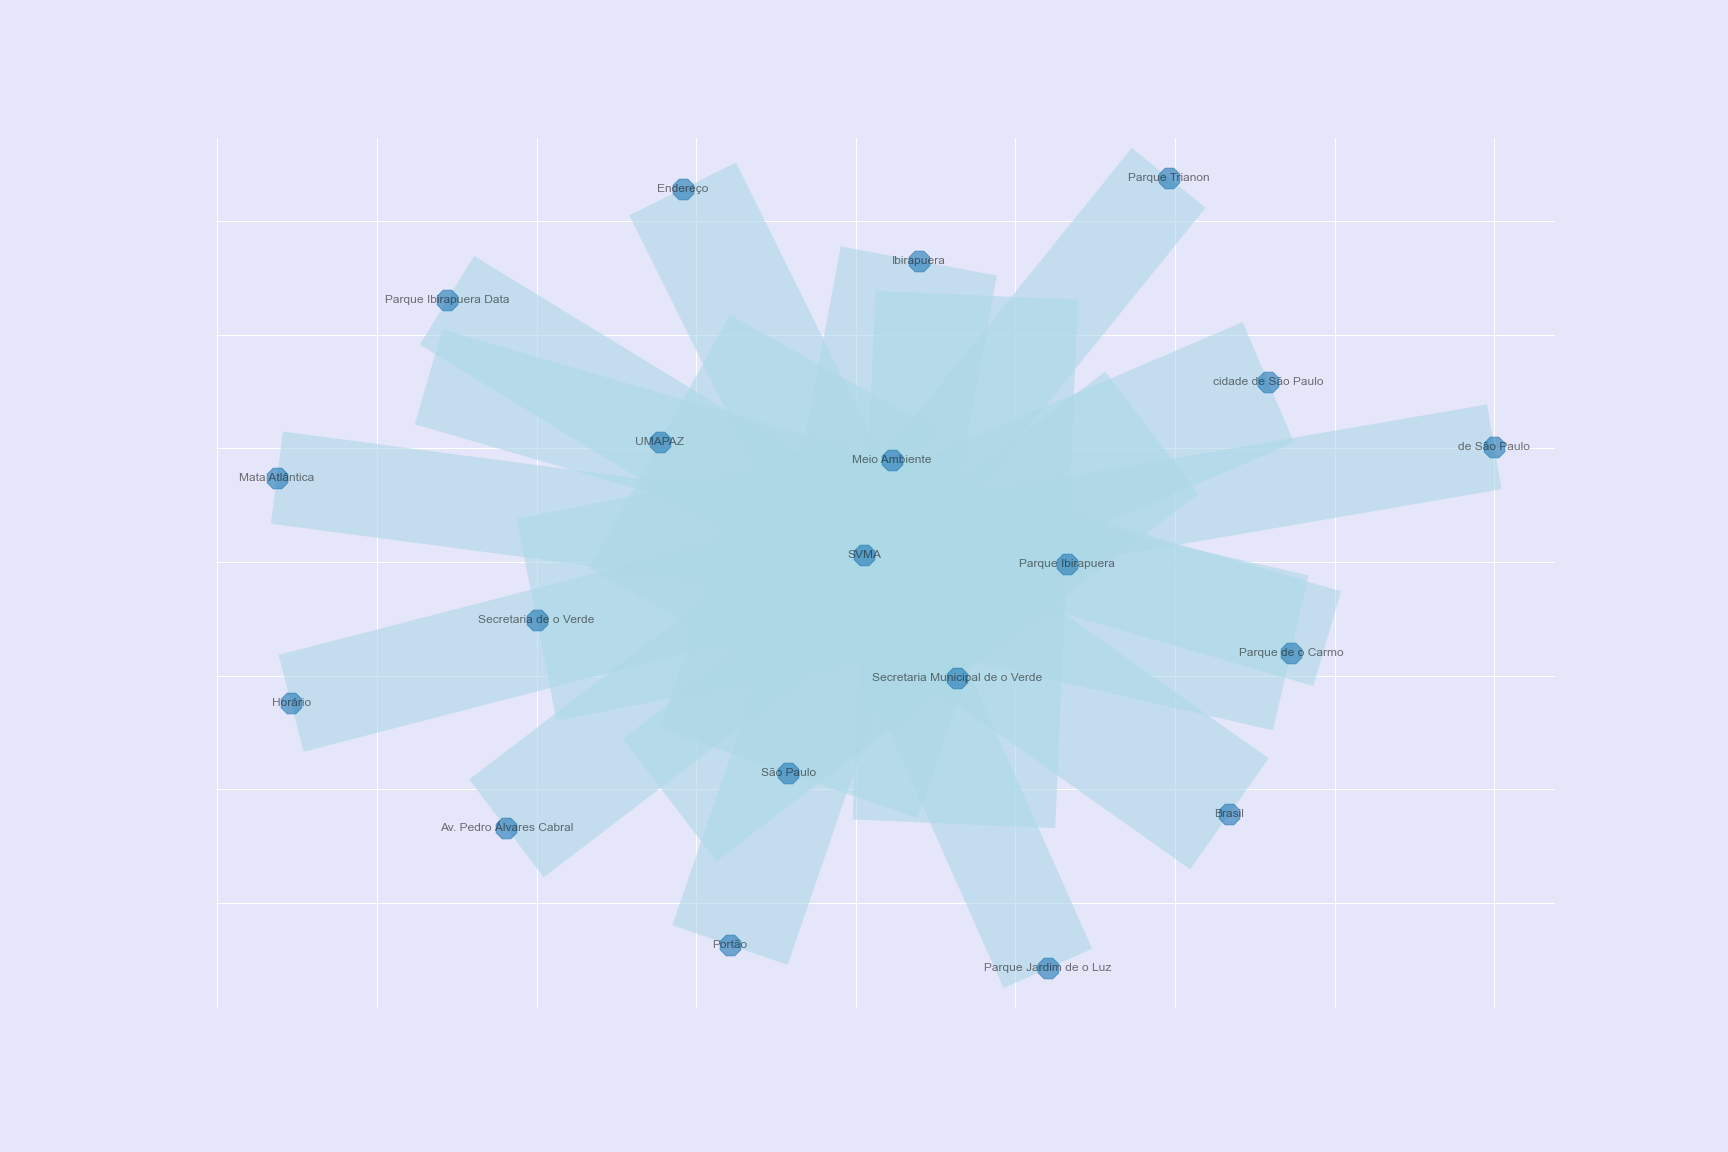 Parque Trianon
Endereço
Ibirapuera
Parque Ibirapuera Data
cidade de São Paulo
UMAPAZ
de São Paulo
Meio Ambiente
Mata Atlântica
SVMA
Parque Ibirapuera
Secretaria de o Verde
Parque de o Carmo
Secretaria Municipal de o Verde
Horário
São Paulo
Brasil
Av. Pedro Álvares Cabral
Portão
Parque Jardim de o Luz